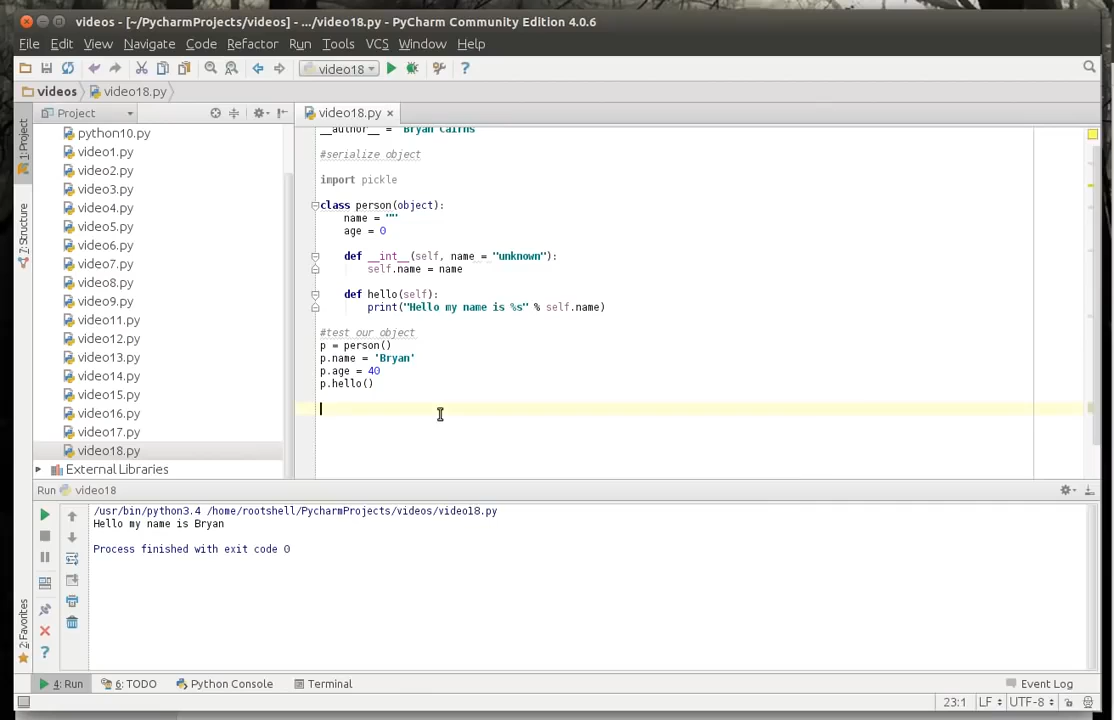 videos - [~/PycharmProjects/videos] - .../video18.py - PyCharm Community Edition 4.0.6
File Edit View Navigate Code Refactor Run Tools VCS Window Help
video18
videos video18.py
Project
video18.py
1: Project
7: Structure
2: Favorites
python10.py
video1.py
video2.py
video3.py
video4.py
video5.py
video6.py
video7.py
video8.py
video9.py
video11.py
video12.py
video13.py
video14.py
video15.py
video16.py
video17.py
video18.py
External Libraries
__author__ = 'Bryan Cairns'
#serialize object
import pickle
class person(object):
name = ""
age = 0
def __int__(self, name = "unknown"):
self.name = name
def hello(self):
print("Hello my name is %s" % self.name)
#test our object
p = person()
p.name = 'Bryan'
p.age = 40
p.hello()
Run video18
/usr/bin/python3.4 /home/rootshell/PycharmProjects/videos/video18.py
Hello my name is Bryan
Process finished with exit code 0
4: Run 6: TODO Python Console Terminal Event Log
23:1 LF UTF-8